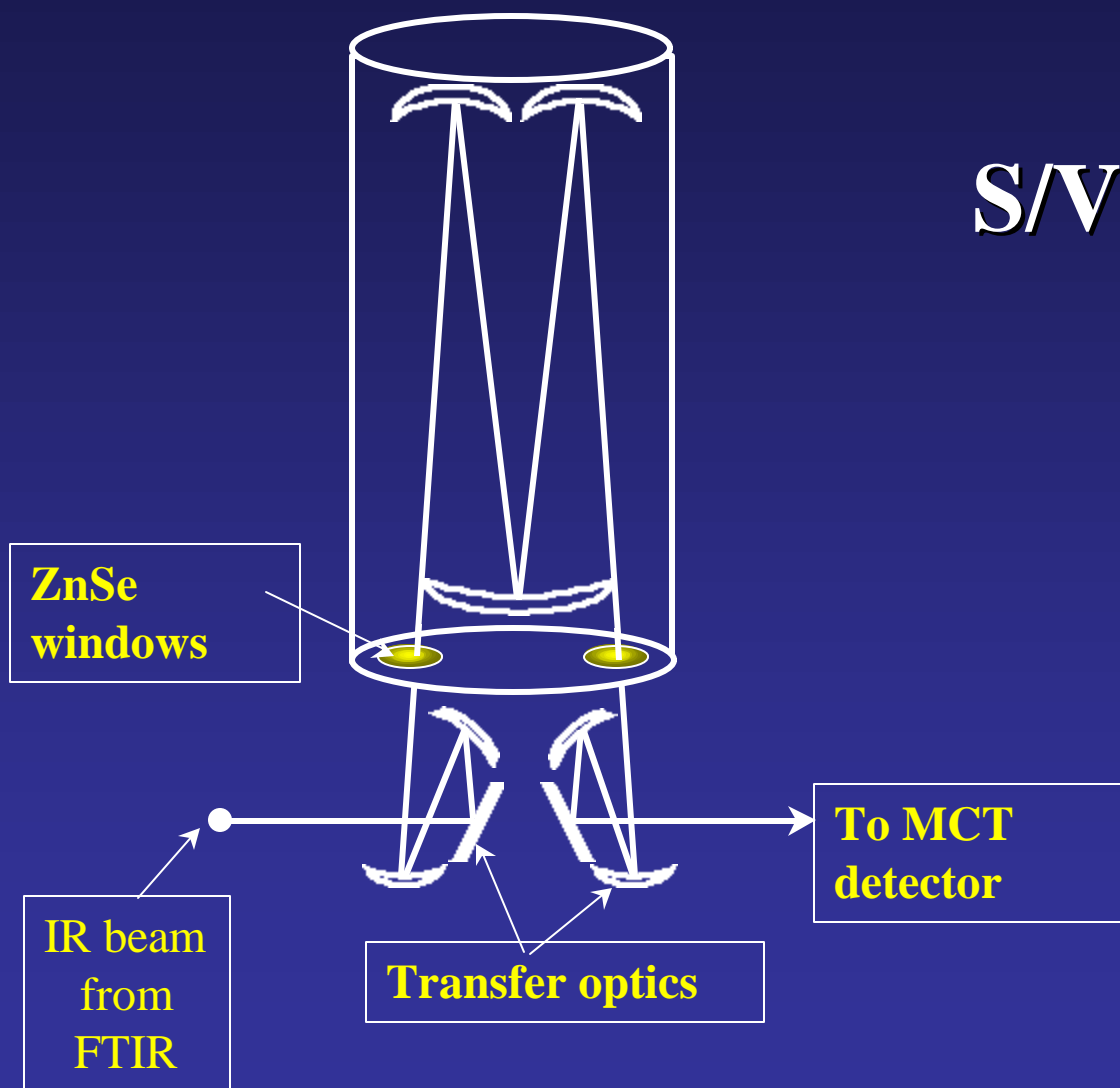 S/V
ZnSe
windows
To MCT
detector
IR beam
from
FTIR
Transfer optics